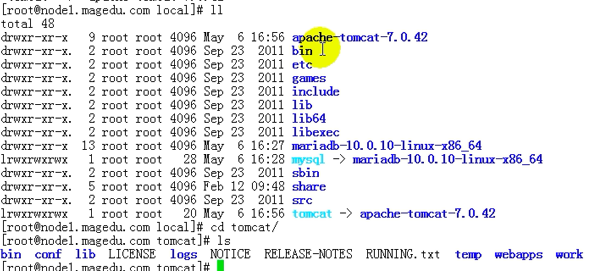 [root@node1.magedu.com local]# ll
total 48
drwxr-xr-x  9 root root 4096 May  6 16:56 apache-tomcat-7.0.42
drwxr-xr-x. 2 root root 4096 Sep 23  2011 bin
drwxr-xr-x. 2 root root 4096 Sep 23  2011 etc
drwxr-xr-x. 2 root root 4096 Sep 23  2011 games
drwxr-xr-x. 2 root root 4096 Sep 23  2011 include
drwxr-xr-x. 2 root root 4096 Sep 23  2011 lib
drwxr-xr-x. 2 root root 4096 Sep 23  2011 lib64
drwxr-xr-x. 2 root root 4096 Sep 23  2011 libexec
drwxr-xr-x 13 root root 4096 May  6 16:27 mariadb-10.0.10-linux-x86_64
lrwxrwxrwx  1 root root   28 May  6 16:28 mysql -> mariadb-10.0.10-linux-x86_64
drwxr-xr-x. 2 root root 4096 Sep 23  2011 sbin
drwxr-xr-x. 5 root root 4096 Feb 12 09:48 share
drwxr-xr-x. 2 root root 4096 Sep 23  2011 src
lrwxrwxrwx  1 root root   20 May  6 16:56 tomcat -> apache-tomcat-7.0.42
[root@node1.magedu.com local]# cd tomcat/
[root@node1.magedu.com tomcat]# ls
bin  conf  lib  LICENSE  logs  NOTICE  RELEASE-NOTES  RUNNING.txt  temp  webapps  work
[root@node1.magedu.com tomcat]#